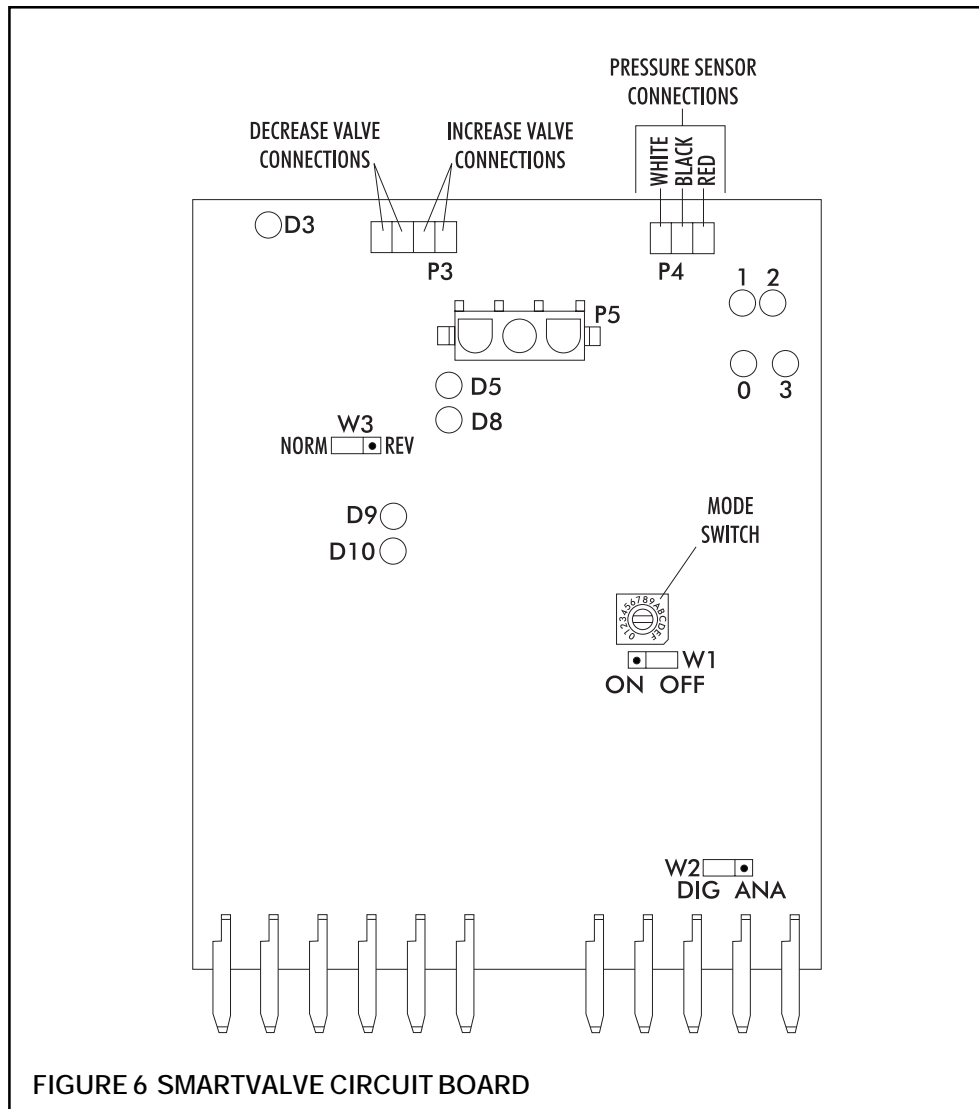 PRESSURE SENSOR
CONNECTIONS
DECREASE VALVE
CONNECTIONS
INCREASE VALVE
CONNECTIONS
WHITE
BLACK
RED
D3
P3
P4
1 2
P5
0 3
D5
D8
W3
NORM REV
D9
D10
MODE
SWITCH
0123456789ABCDEF
W1
ON OFF
W2
DIG ANA
FIGURE 6 SMARTVALVE CIRCUIT BOARD